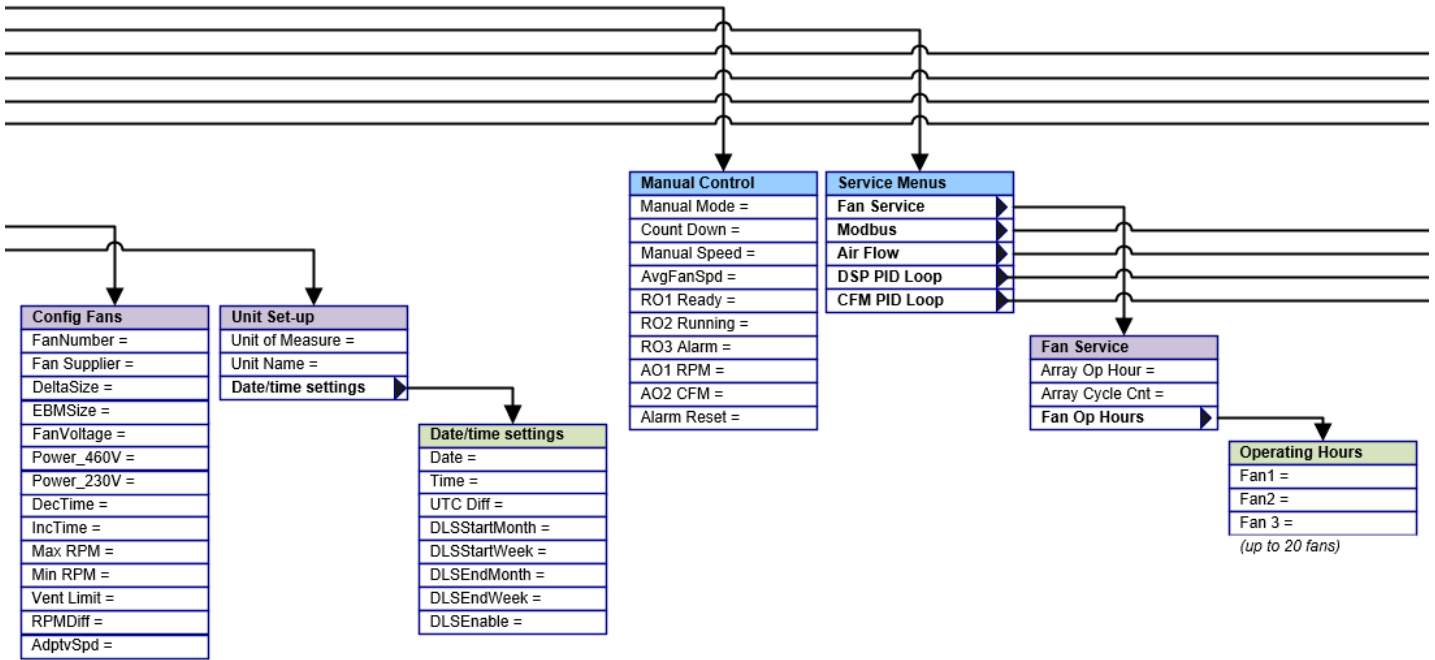 Manual Control
Manual Mode =
Count Down =
Manual Speed =
AvgFanSpd =
RO1 Ready =
RO2 Running =
RO3 Alarm =
AO1 RPM =
AO2 CFM =
Alarm Reset =
Service Menus
Fan Service
Modbus
Air Flow
DSP PID Loop
CFM PID Loop
Config Fans
FanNumber =
Fan Supplier =
DeltaSize =
EBMSize =
FanVoltage =
Power_460V =
Power_230V =
DecTime =
IncTime =
Max RPM =
Min RPM =
Vent Limit =
RPMDiff =
AdptvSpd =
Unit Set-up
Unit of Measure =
Unit Name =
Date/time settings
Date/time settings
Date =
Time =
UTC Diff =
DLSStartMonth =
DLSStartWeek =
DLSEndMonth =
DLSEndWeek =
DLSEnable =
Fan Service
Array Op Hour =
Array Cycle Cnt =
Fan Op Hours
Operating Hours
Fan1 =
Fan2 =
Fan 3 =
(up to 20 fans)